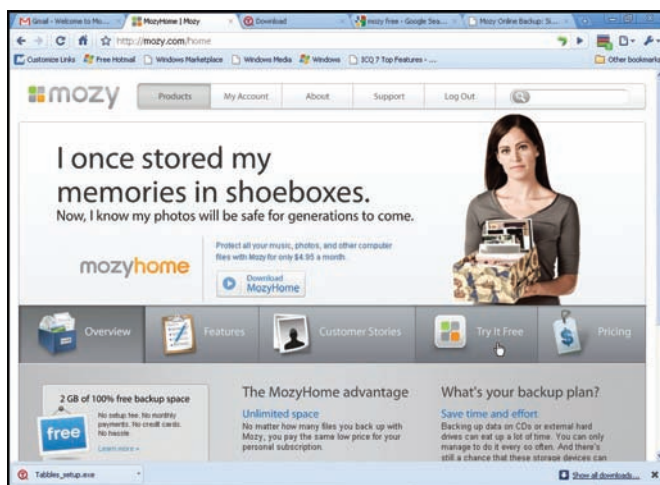 Gmail - Welcome to Mo...
MozyHome | Mozy
Download
mozy free - Google Sea...
Mozy Online Backup: Si...
http://mozy.com/home
Customize Links
Free Hotmail
Windows Marketplace
Windows Media
Windows
ICQ 7 Top Features - ...
Other bookmarks
mozy
Products
My Account
About
Support
Log Out
I once stored my
memories in shoeboxes.
Now, I know my photos will be safe for generations to come.
mozyhome
Protect all your music, photos, and other computer
files with Mozy for only $4.95 a month.
Download
MozyHome
Overview
Features
Customer Stories
Try It Free
Pricing
2 GB of 100% free backup space
free
No setup fee. No monthly
payments. No credit cards.
No hassle.
Learn more »
The MozyHome advantage
Unlimited space
No matter how many files you back up with
Mozy, you pay the same low price for your
personal subscription.
What's your backup plan?
Save time and effort
Backing up data on CDs or external hard
drives can eat up a lot of time. You can only
manage to do it every so often. And there's
still a chance that these storage devices can
Tabbles_setup.exe
Show all downloads...